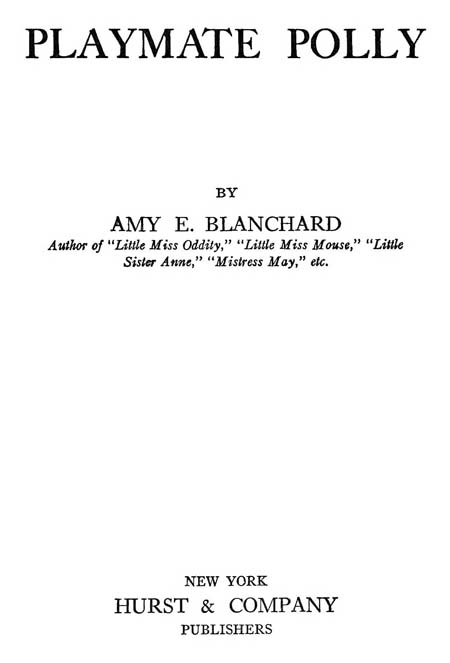 PLAYMATE POLLY
BY
AMY E. BLANCHARD
Author of "Little Miss Oddity," "Little Miss Mouse," "Little
Sister Anne," "Mistress May," etc.
NEW YORK
HURST & COMPANY
PUBLISHERS